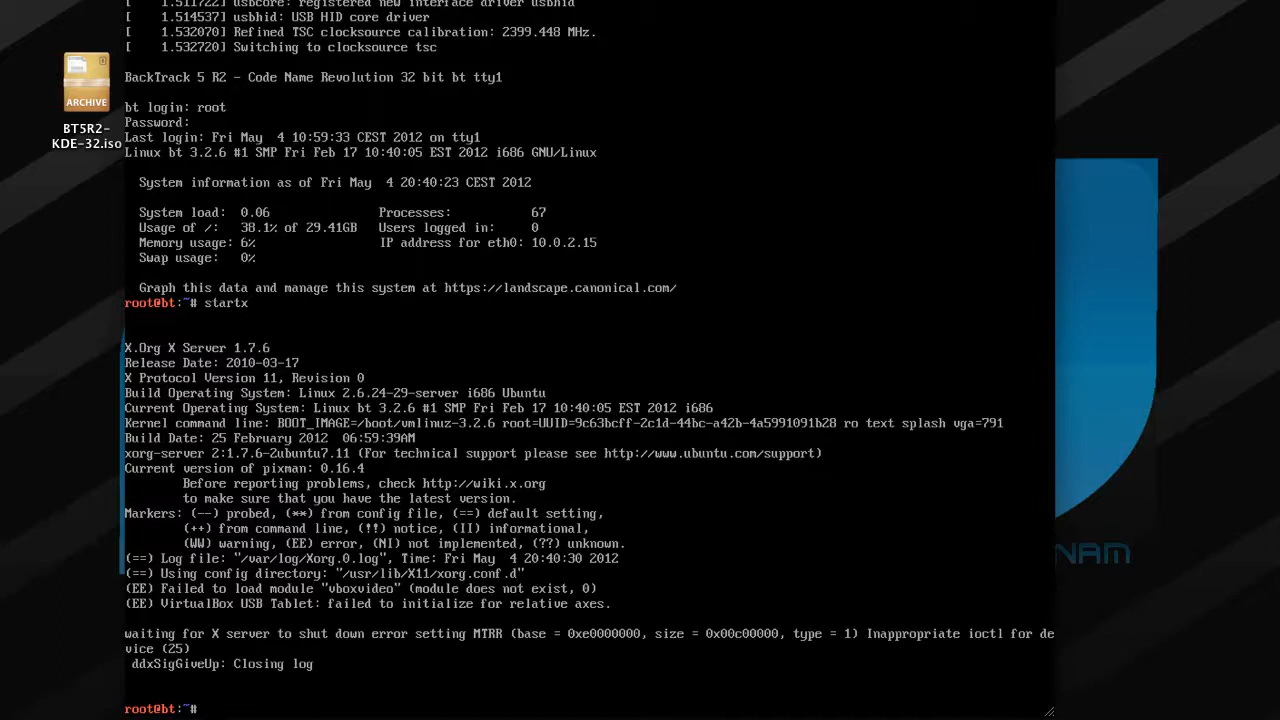 [    1.511722] usbcore: registered new interface driver usbhid
[    1.514537] usbhid: USB HID core driver
[    1.532070] Refined TSC clocksource calibration: 2399.448 MHz.
[    1.532720] Switching to clocksource tsc
BackTrack 5 R2 - Code Name Revolution 32 bit bt tty1
bt login: root
Password:
Last login: Fri May  4 10:59:33 CEST 2012 on tty1
Linux bt 3.2.6 #1 SMP Fri Feb 17 10:40:05 EST 2012 i686 GNU/Linux
System information as of Fri May  4 20:40:23 CEST 2012
System load:  0.06               Processes:           67
Usage of /:   38.1% of 29.41GB   Users logged in:     0
Memory usage: 6%                 IP address for eth0: 10.0.2.15
Swap usage:   0%
Graph this data and manage this system at https://landscape.canonical.com/
root@bt:~# startx
X.Org X Server 1.7.6
Release Date: 2010-03-17
X Protocol Version 11, Revision 0
Build Operating System: Linux 2.6.24-29-server i686 Ubuntu
Current Operating System: Linux bt 3.2.6 #1 SMP Fri Feb 17 10:40:05 EST 2012 i686
Kernel command line: BOOT_IMAGE=/boot/vmlinuz-3.2.6 root=UUID=9c63bcff-2c1d-44bc-a42b-4a5991091b28 ro text splash vga=791
Build Date: 25 February 2012  06:59:39AM
xorg-server 2:1.7.6-2ubuntu7.11 (For technical support please see http://www.ubuntu.com/support)
Current version of pixman: 0.16.4
Before reporting problems, check http://wiki.x.org
to make sure that you have the latest version.
Markers: (--) probed, (**) from config file, (==) default setting,
(++) from command line, (!!) notice, (II) informational,
(WW) warning, (EE) error, (NI) not implemented, (??) unknown.
(==) Log file: "/var/log/Xorg.0.log", Time: Fri May  4 20:40:30 2012
(==) Using config directory: "/usr/lib/X11/xorg.conf.d"
(EE) Failed to load module "vboxvideo" (module does not exist, 0)
(EE) VirtualBox USB Tablet: failed to initialize for relative axes.
waiting for X server to shut down error setting MTRR (base = 0xe0000000, size = 0x00c00000, type = 1) Inappropriate ioctl for de
vice (25)
ddxSigGiveUp: Closing log
root@bt:~#
ARCHIVE
BT5R2-
KDE-32.iso
NAM